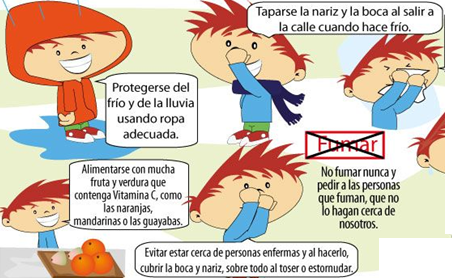 Taparse la nariz y la boca al salir a
la calle cuando hace frío.
Protegerse del
frío y de la lluvia
usando ropa
adecuada.
Fumar
No fumar nunca y
pedir a las personas
que fuman, que no
lo hagan cerca de
nosotros.
Alimentarse con mucha
fruta y verdura que
contenga Vitamina C, como
las naranjas,
mandarinas o las guayabas.
Evitar estar cerca de personas enfermas y al hacerlo,
cubrir la boca y nariz, sobre todo al toser o estornudar.